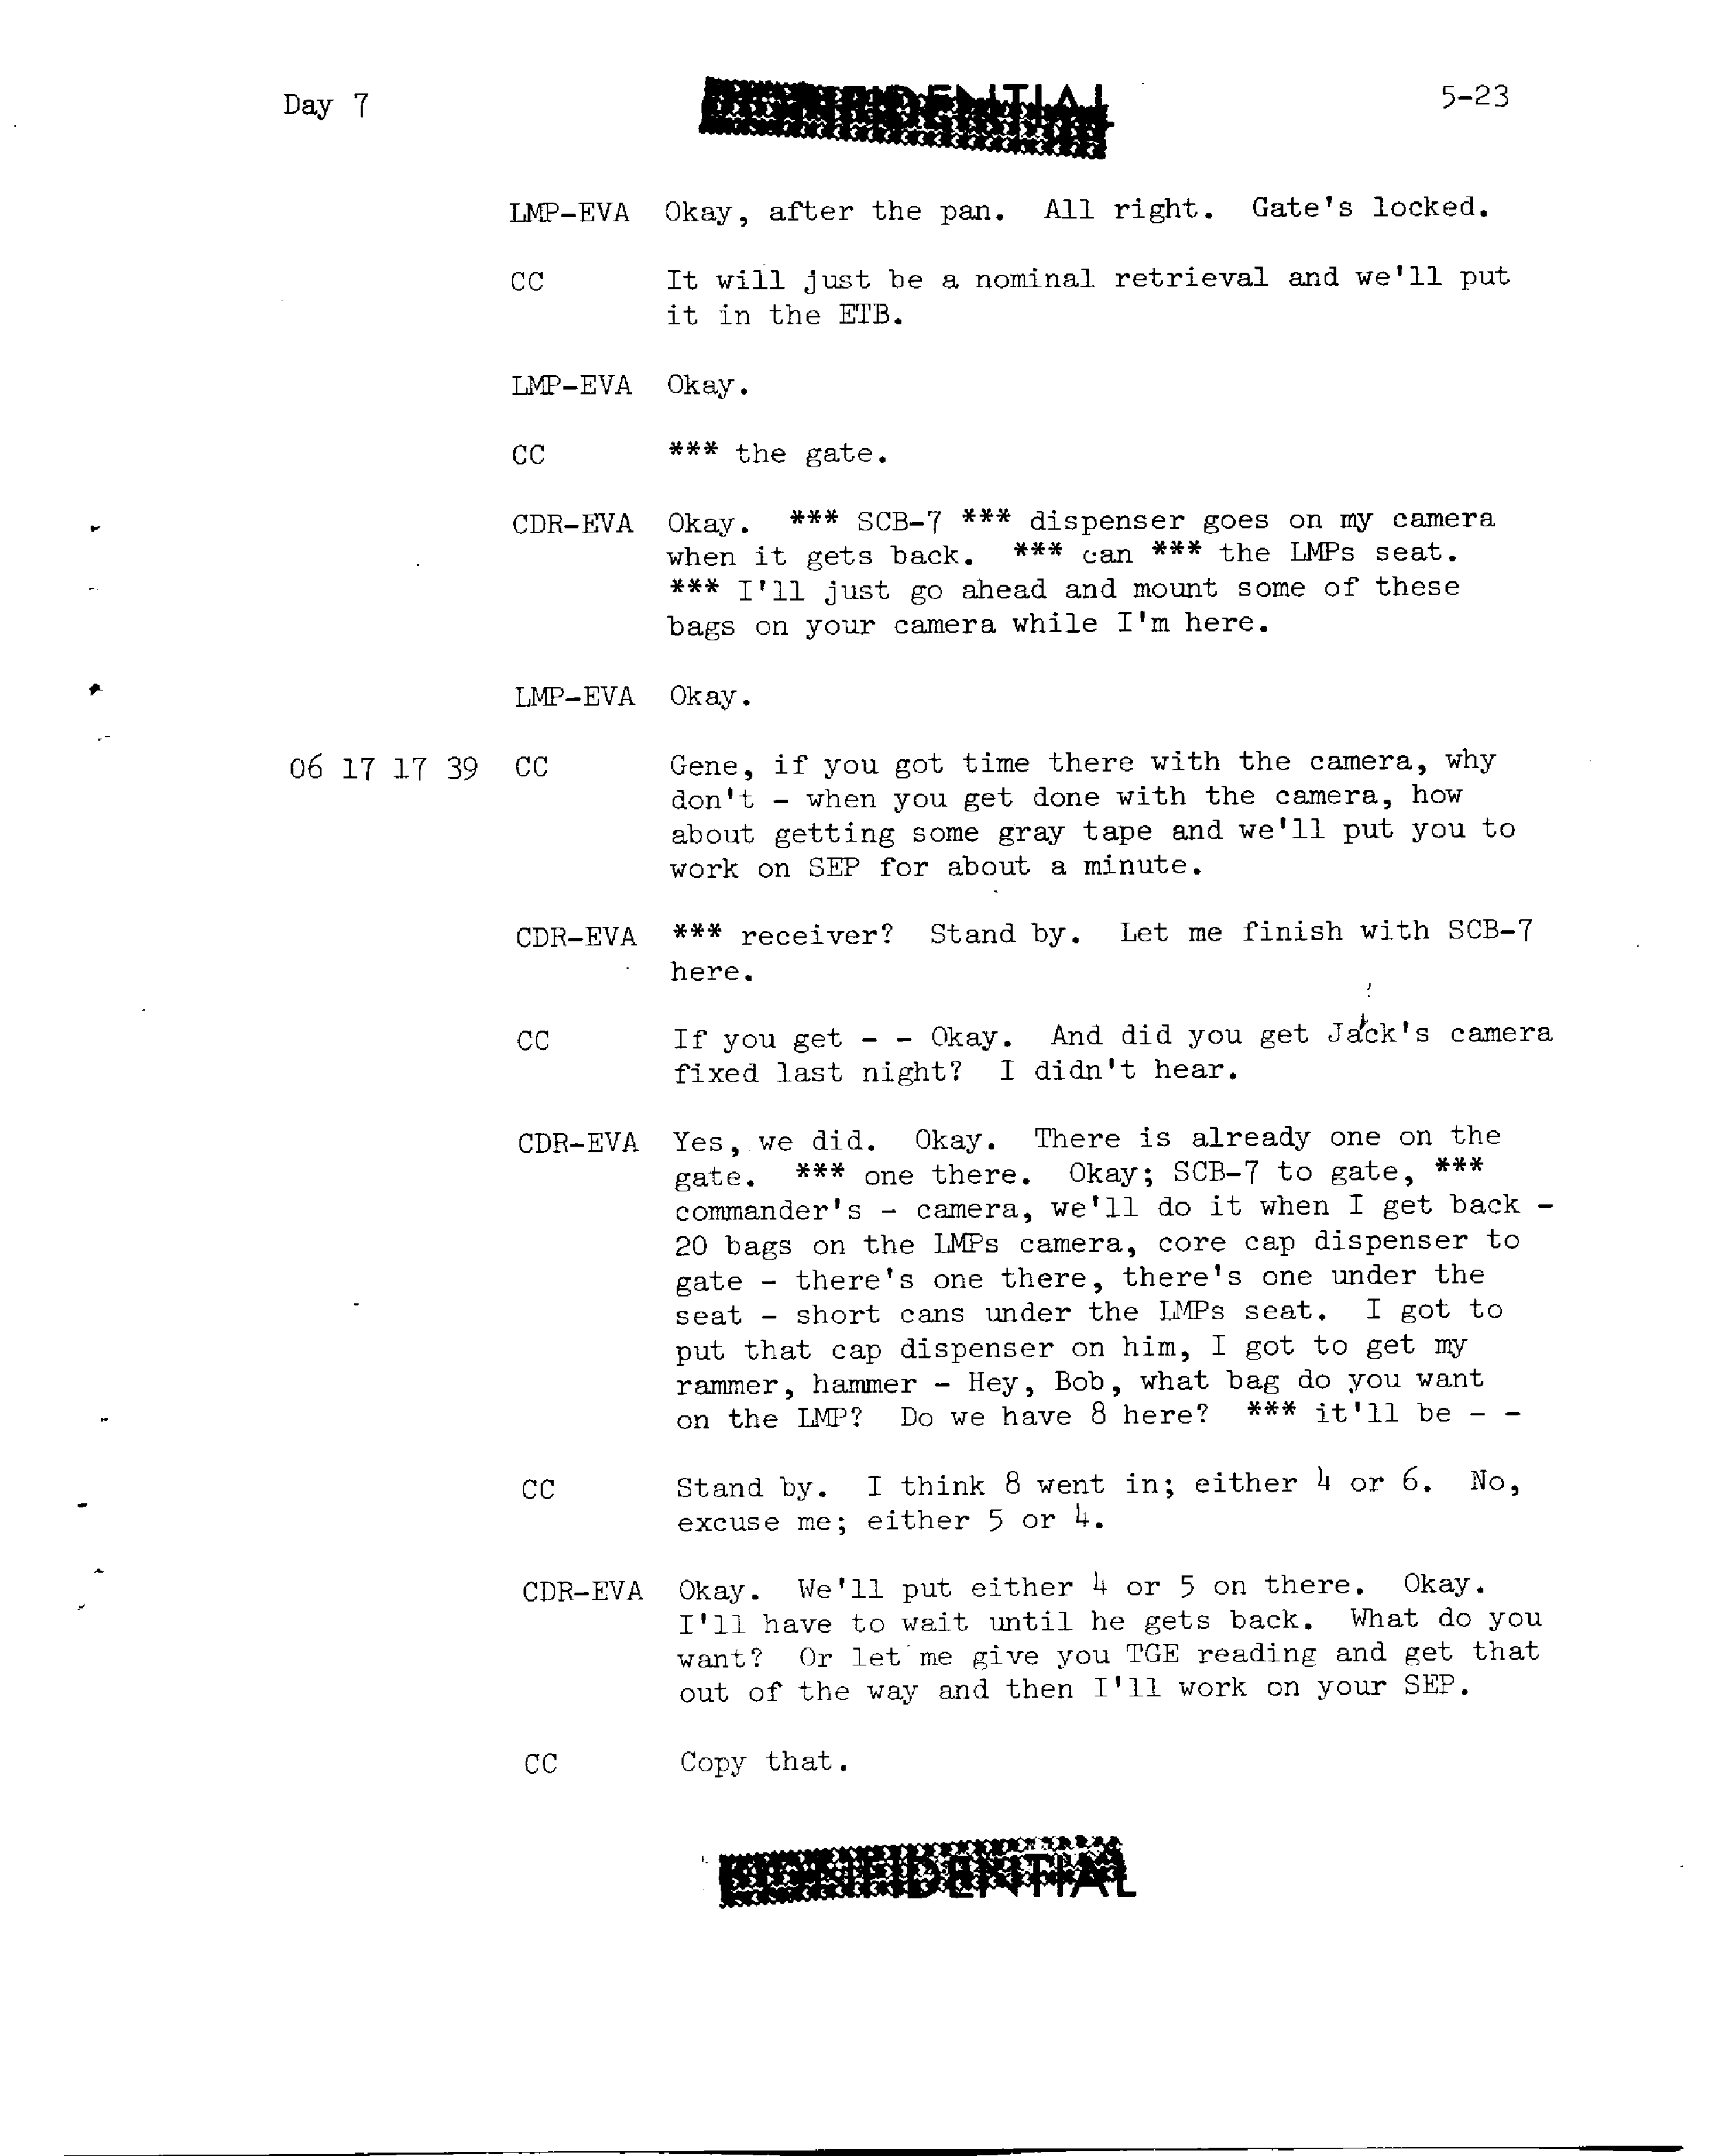 Day 7
CONFIDENTIAL
5-23
LMP-EVA Okay, after the pan. All right. Gate's locked.
CC It will just be a nominal retrieval and we'll put
it in the ETB.
LMP-EVA Okay.
CC *** the gate.
CDR-EVA Okay. *** SCB-7 *** dispenser goes on my camera
when it gets back. *** can *** the LMPs seat.
*** I'll just go ahead and mount some of these
bags on your camera while I'm here.
LMP-EVA Okay.
06 17 17 39 CC Gene, if you got time there with the camera, why
don't - when you get done with the camera, how
about getting some gray tape and we'll put you to
work on SEP for about a minute.
CDR-EVA *** receiver? Stand by. Let me finish with SCB-7
here.
CC If you get - - Okay. And did you get Jack's camera
fixed last night? I didn't hear.
CDR-EVA Yes, we did. Okay. There is already one on the
gate. *** one there. Okay; SCB-7 to gate, ***
commander's - camera, we'll do it when I get back -
20 bags on the LMPs camera, core cap dispenser to
gate - there's one there, there's one under the
seat - short cans under the LMPs seat. I got to
put that cap dispenser on him, I got to get my
rammer, hammer - Hey, Bob, what bag do you want
on the LMP? Do we have 8 here? *** it'll be - -
CC Stand by. I think 8 went in; either 4 or 6. No,
excuse me; either 5 or 4.
CDR-EVA Okay. We'll put either 4 or 5 on there. Okay.
I'll have to wait until he gets back. What do you
want? Or let me give you TGE reading and get that
out of the way and then I'll work on your SEP.
CC Copy that.
CONFIDENTIAL